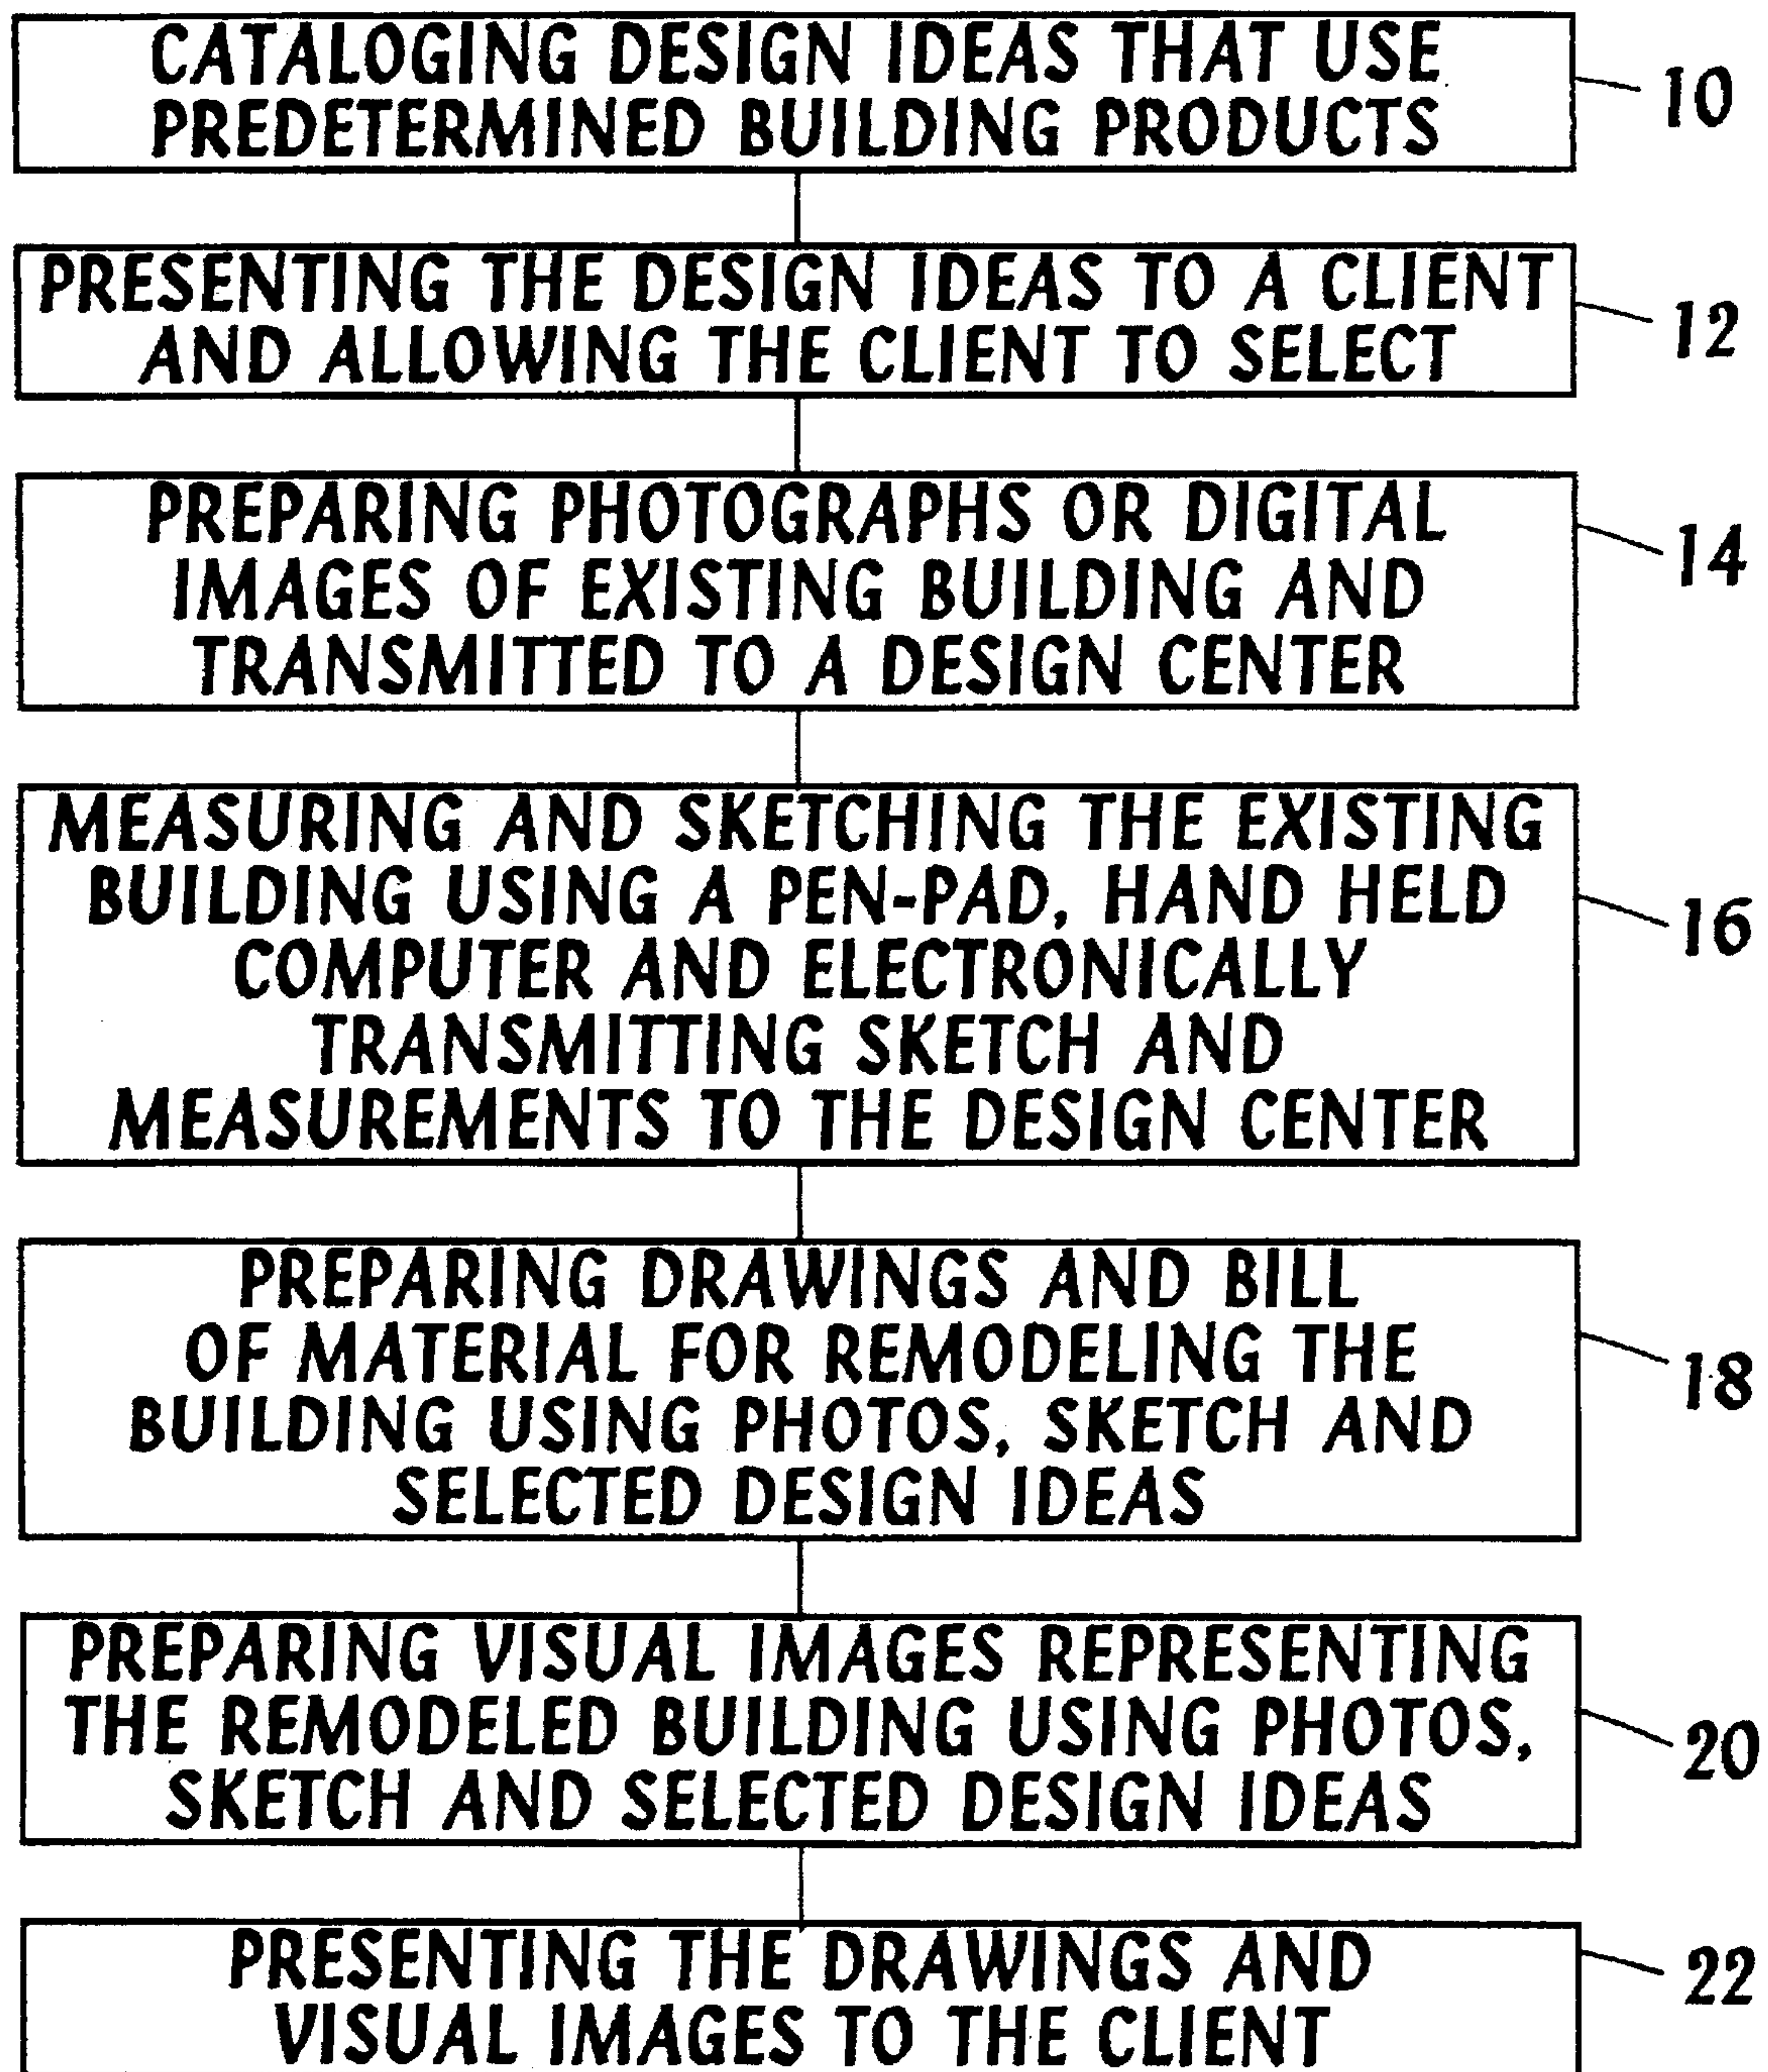 CATALOGING DESIGN IDEAS THAT USE
PREDETERMINED BUILDING PRODUCTS
10
PRESENTING THE DESIGN IDEAS TO A CLIENT
AND ALLOWING THE CLIENT TO SELECT
12
PREPARING PHOTOGRAPHS OR DIGITAL
IMAGES OF EXISTING BUILDING AND
TRANSMITTED TO A DESIGN CENTER
14
MEASURING AND SKETCHING THE EXISTING
BUILDING USING A PEN-PAD, HAND HELD
COMPUTER AND ELECTRONICALLY
TRANSMITTING SKETCH AND
MEASUREMENTS TO THE DESIGN CENTER
16
PREPARING DRAWINGS AND BILL
OF MATERIAL FOR REMODELING THE
BUILDING USING PHOTOS, SKETCH AND
SELECTED DESIGN IDEAS
18
PREPARING VISUAL IMAGES REPRESENTING
THE REMODELED BUILDING USING PHOTOS,
SKETCH AND SELECTED DESIGN IDEAS
20
PRESENTING THE DRAWINGS AND
VISUAL IMAGES TO THE CLIENT
22